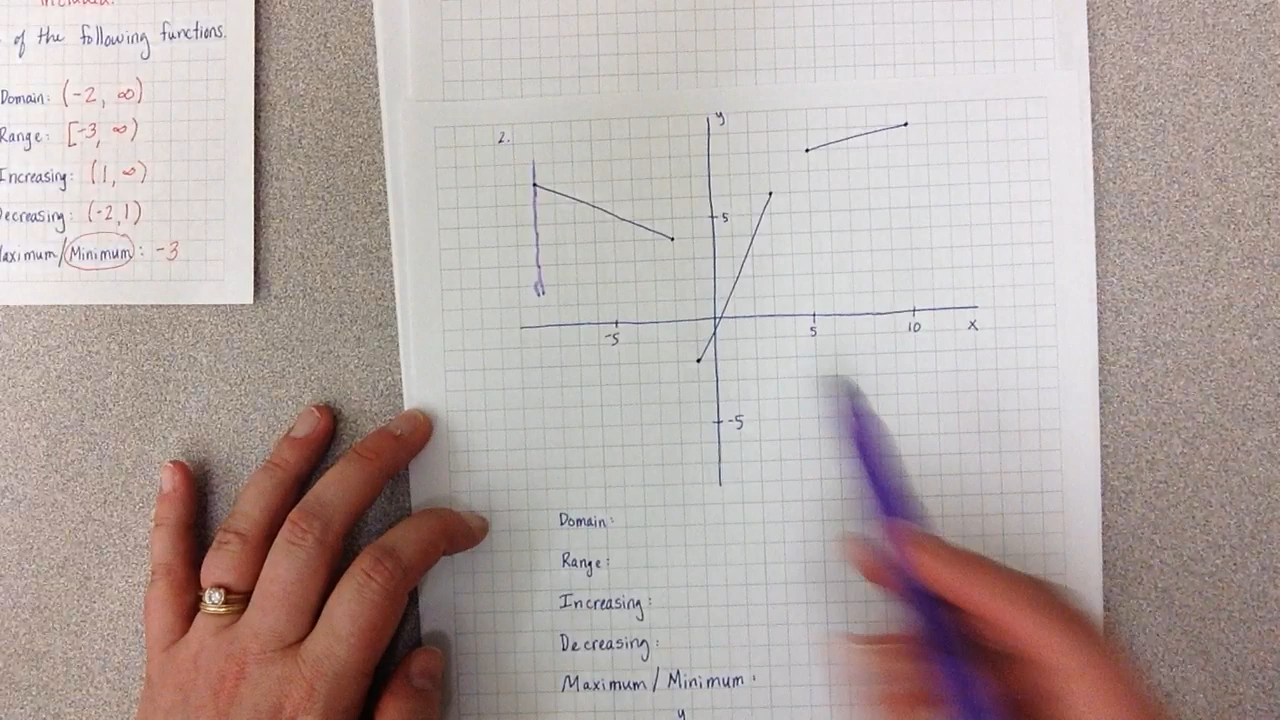 included.
of the following functions.
Domain: (-2, ∞)
Range: [-3, ∞)
Increasing: (1, ∞)
Decreasing: (-2,1)
Maximum/Minimum: -3
2.
y
5
-5
5
10
x
-5
Domain:
Range:
Increasing:
Decreasing:
Maximum / Minimum:
y